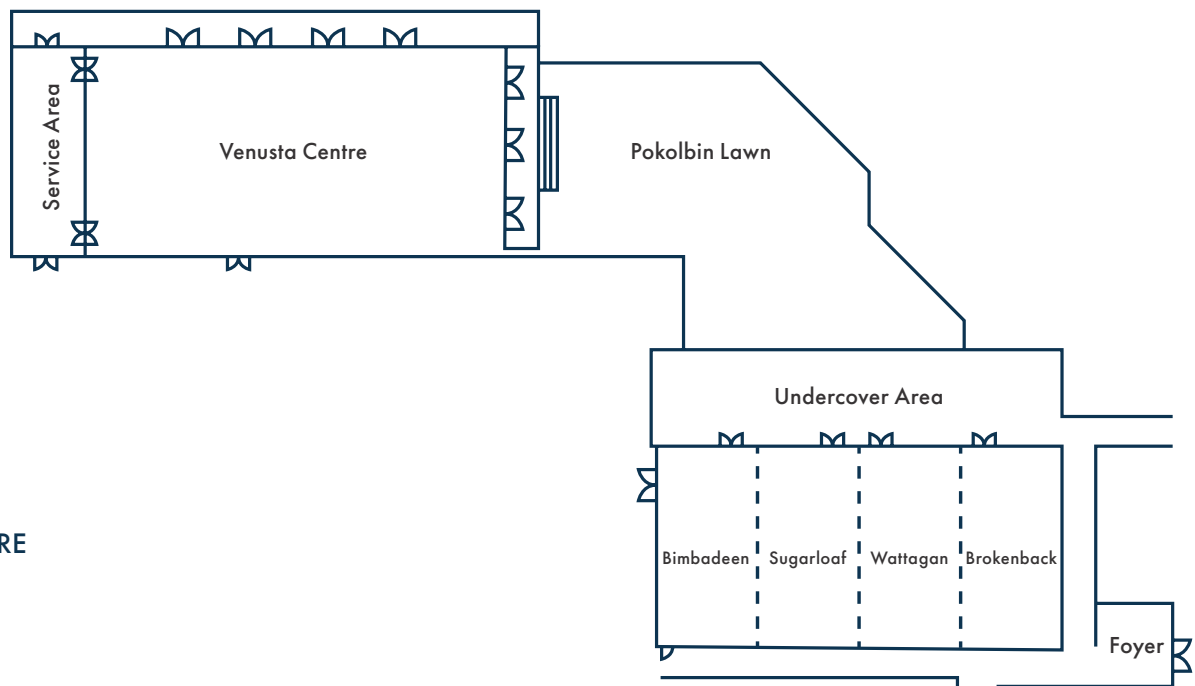 Service Area
Venusta Centre
Pokolbin Lawn
Undercover Area
RE
Bimbadeen
Sugarloaf
Wattagan
Brokenback
Foyer